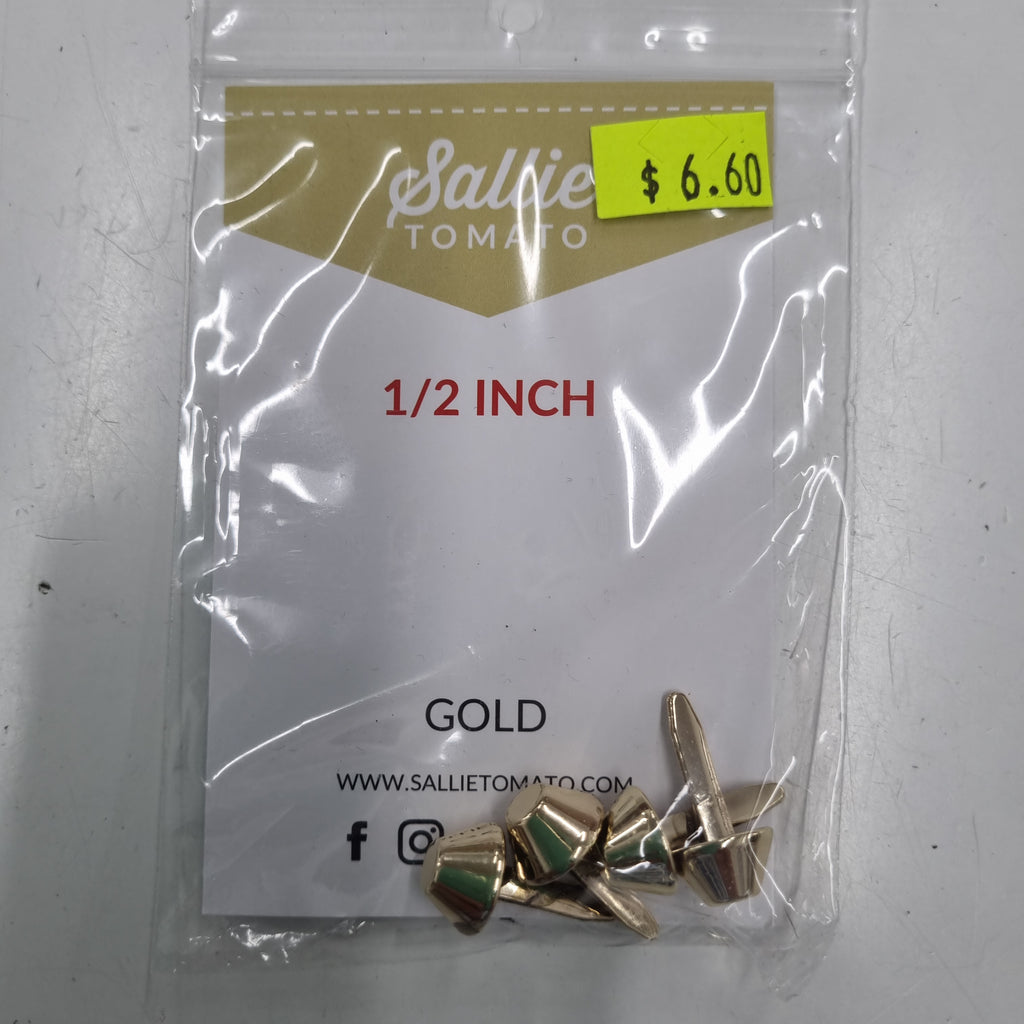 Sallie
TOMATO
$ 6.60
1/2 INCH
GOLD
WWW.SALLIETOMATO.COM